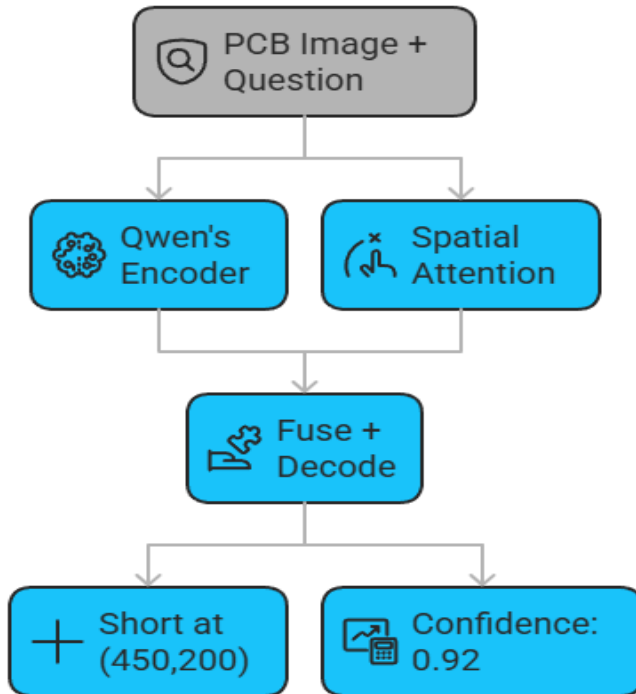 PCB Image +
Question
Qwen's
Encoder
Spatial
Attention
Fuse +
Decode
Short at
(450,200)
Confidence:
0.92